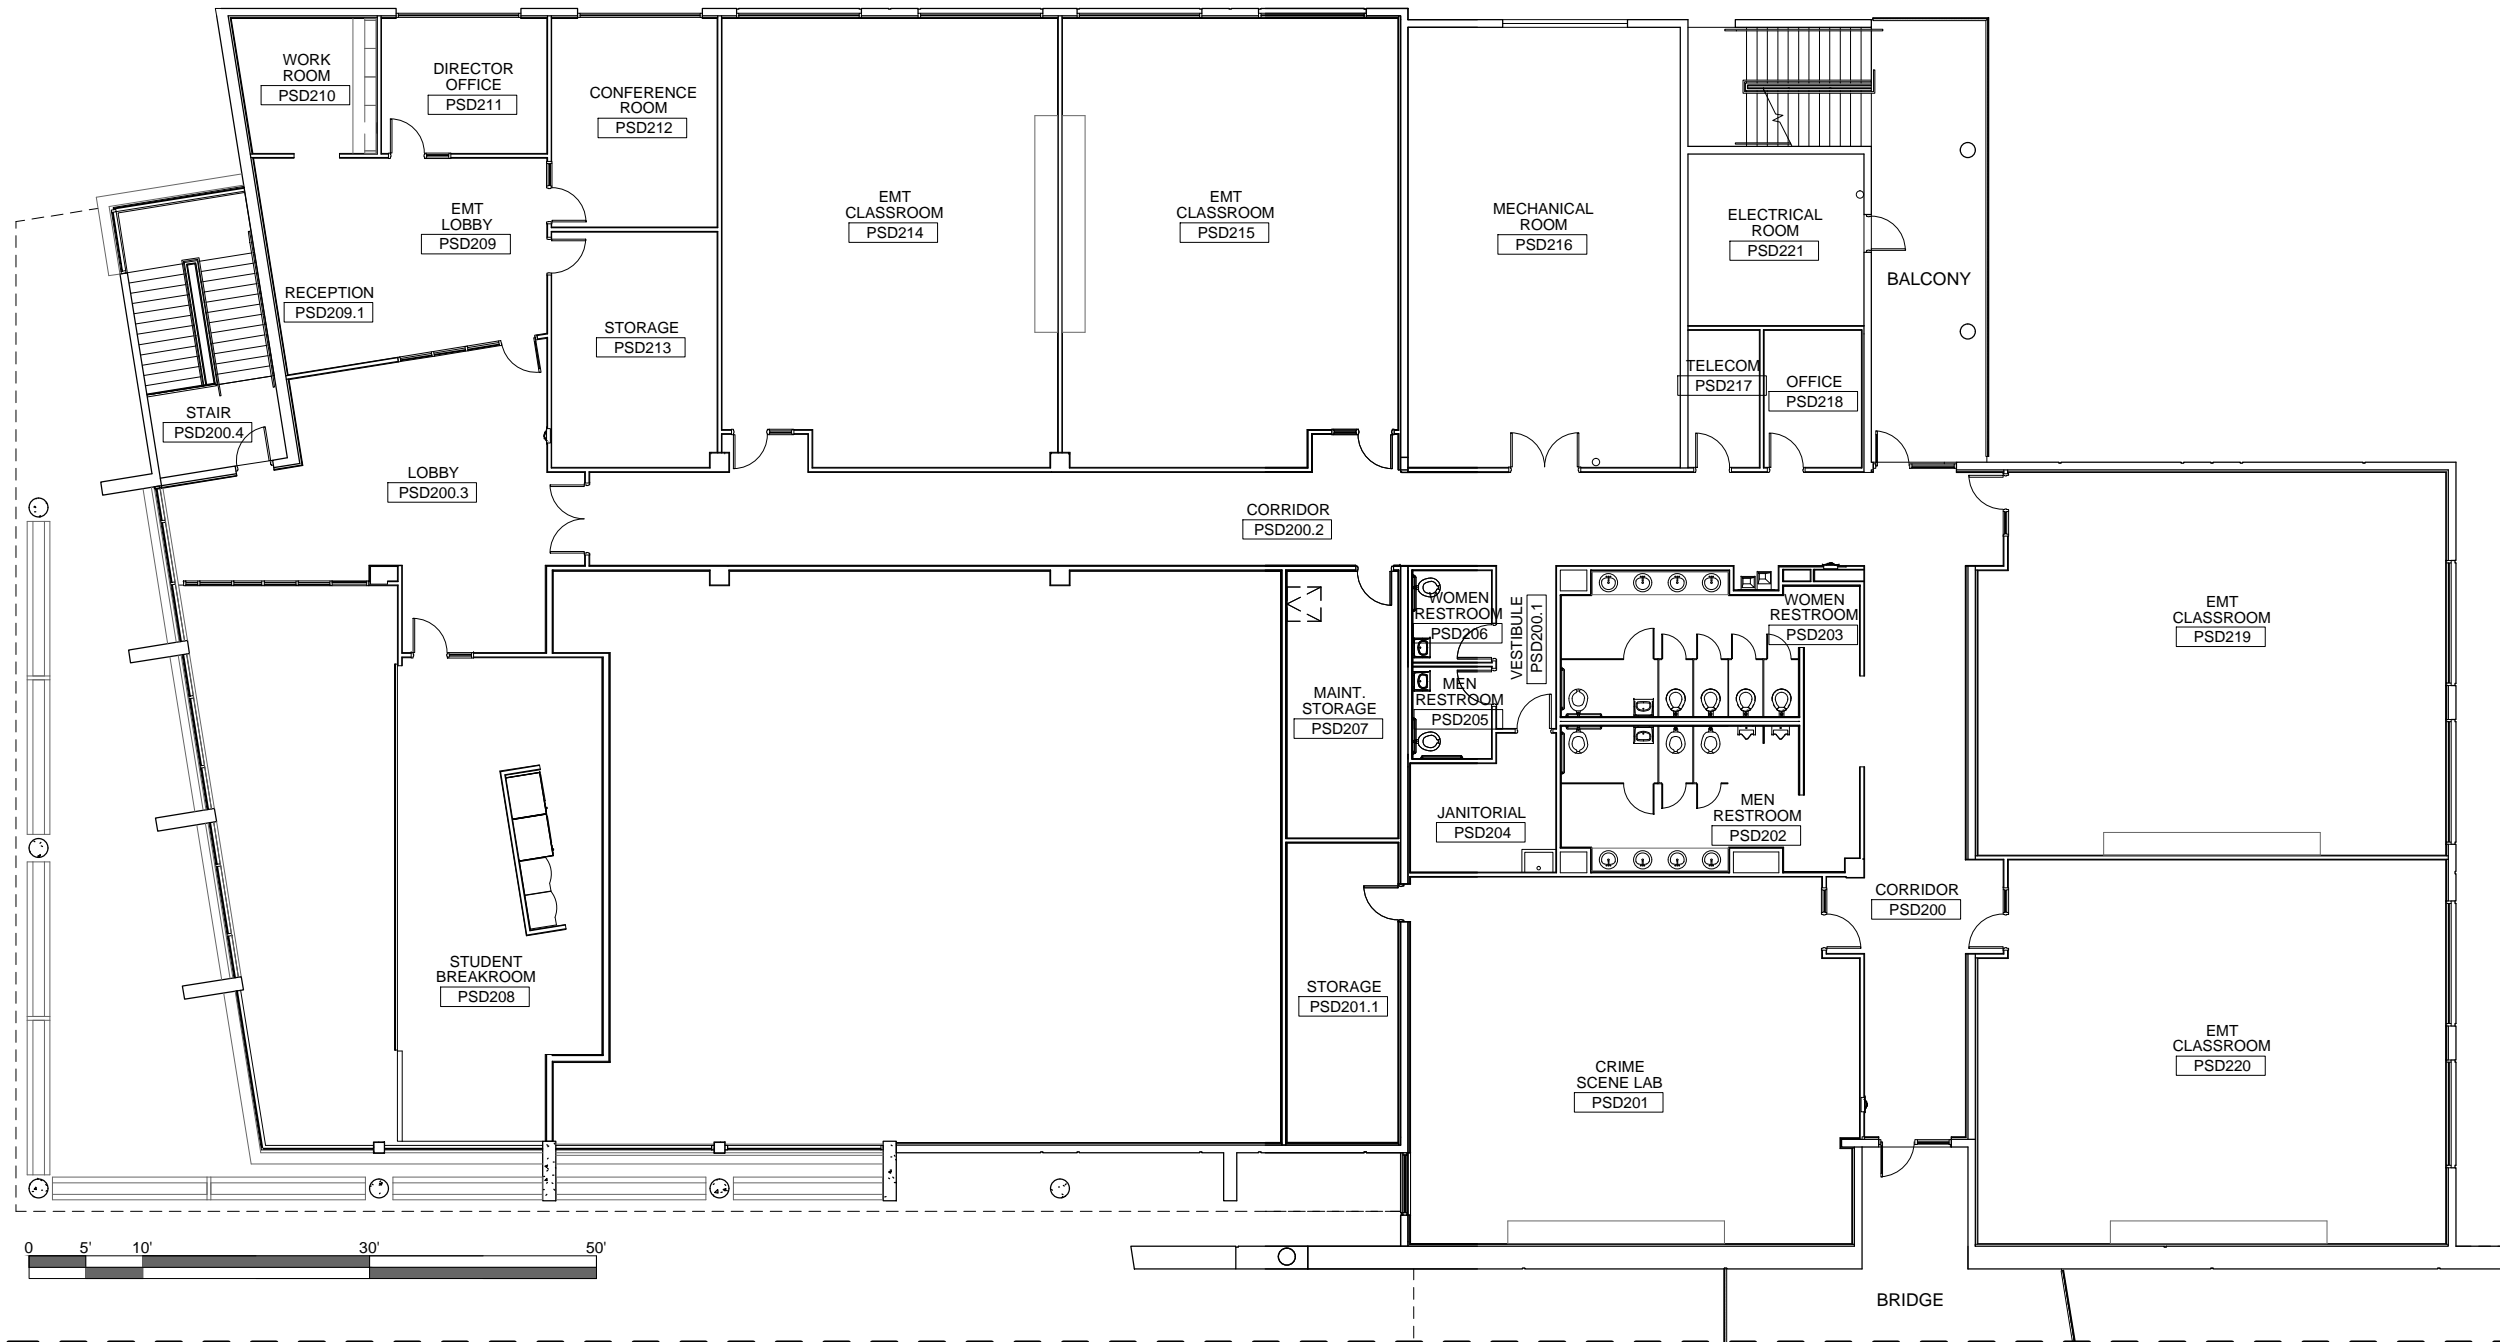 WORK
ROOM
PSD210
DIRECTOR
OFFICE
PSD211
CONFERENCE
ROOM
PSD212
EMT
LOBBY
PSD209
RECEPTION
PSD209.1
STORAGE
PSD213
EMT
CLASSROOM
PSD214
EMT
CLASSROOM
PSD215
MECHANICAL
ROOM
PSD216
ELECTRICAL
ROOM
PSD221
BALCONY
TELECOM
PSD217
OFFICE
PSD218
STAIR
PSD200.4
LOBBY
PSD200.3
CORRIDOR
PSD200.2
WOMEN
RESTROOM
PSD206
VESTIBULE
PSD200.1
WOMEN
RESTROOM
PSD203
EMT
CLASSROOM
PSD219
MAINT.
STORAGE
PSD207
MEN
RESTROOM
PSD205
JANITORIAL
PSD204
MEN
RESTROOM
PSD202
CORRIDOR
PSD200
STUDENT
BREAKROOM
PSD208
STORAGE
PSD201.1
CRIME
SCENE LAB
PSD201
EMT
CLASSROOM
PSD220
0 5' 10' 30' 50'
BRIDGE